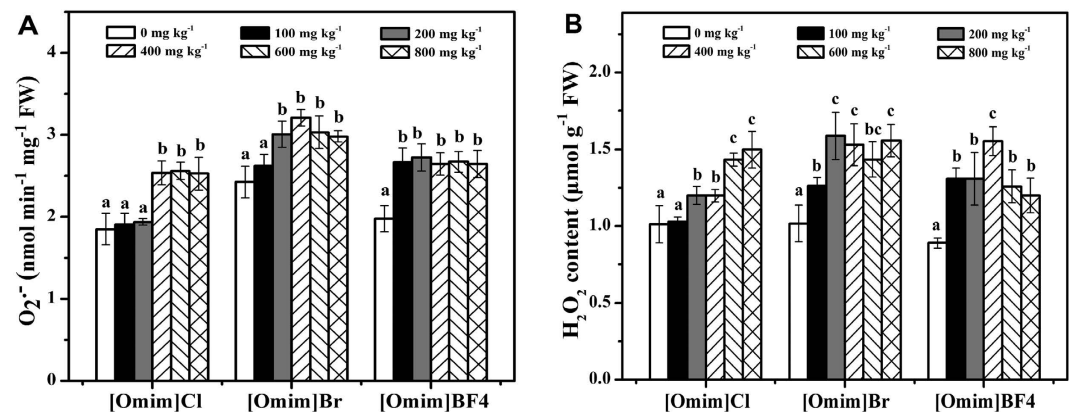 A
0 mg kg⁻¹ 100 mg kg⁻¹ 200 mg kg⁻¹
400 mg kg⁻¹ 600 mg kg⁻¹ 800 mg kg⁻¹
O₂·⁻ (nmol min⁻¹ mg⁻¹ FW)
4
3
2
1
0
a a a b b b
a a b b b b
a b b b b b
[Omim]Cl [Omim]Br [Omim]BF4
B
0 mg kg⁻¹ 100 mg kg⁻¹ 200 mg kg⁻¹
400 mg kg⁻¹ 600 mg kg⁻¹ 800 mg kg⁻¹
H₂O₂ content (μmol g⁻¹ FW)
2.0
1.5
1.0
0.5
0.0
a a b b c c
a b c c bc c
a b b c b b
[Omim]Cl [Omim]Br [Omim]BF4